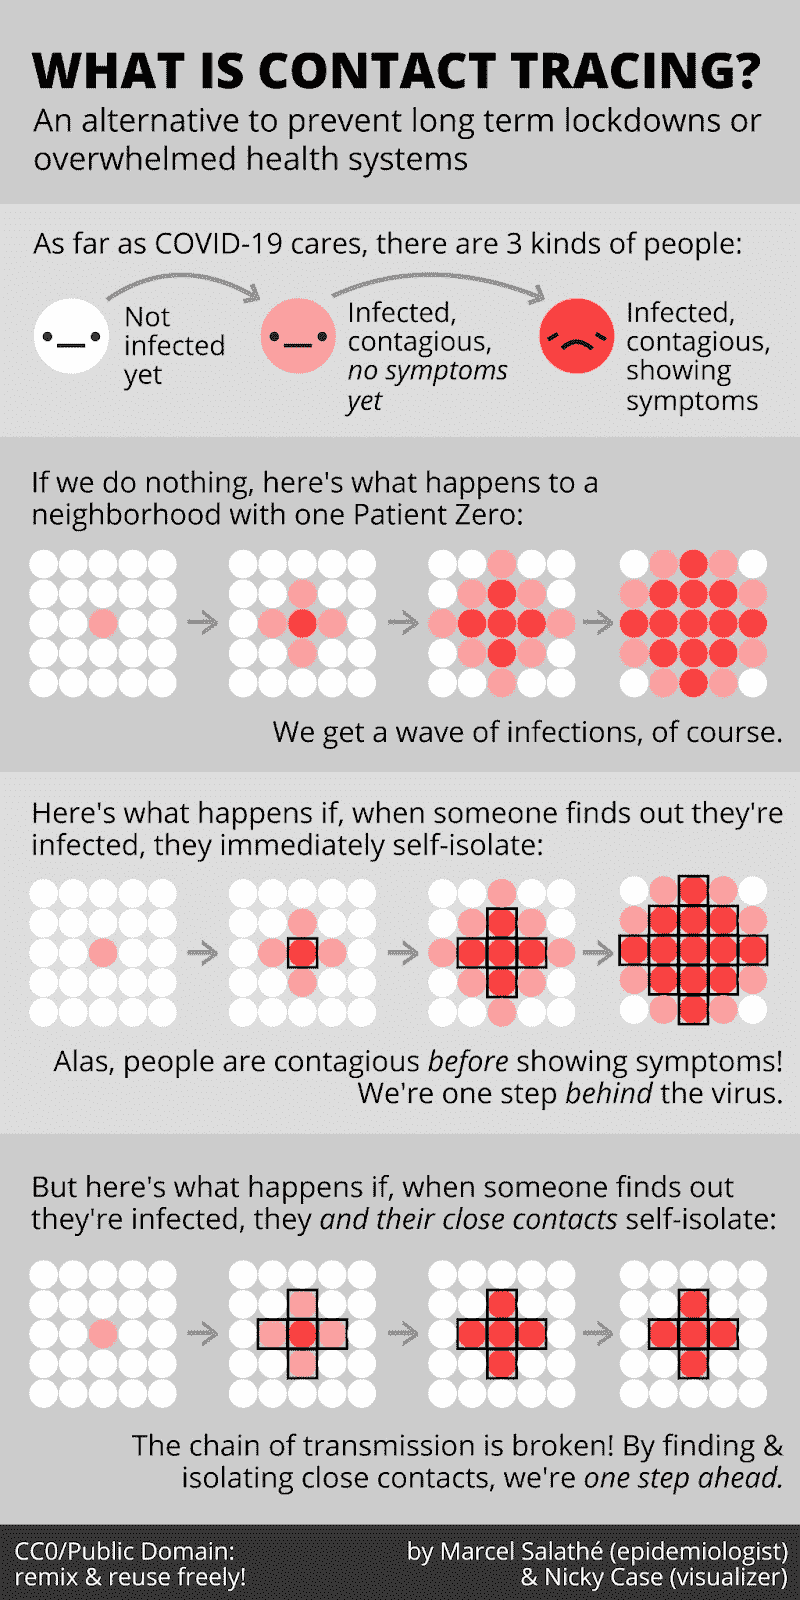 WHAT IS CONTACT TRACING?
An alternative to prevent long term lockdowns or
overwhelmed health systems
As far as COVID-19 cares, there are 3 kinds of people:
Not
infected
yet
Infected,
contagious,
no symptoms
yet
Infected,
contagious,
showing
symptoms
If we do nothing, here's what happens to a
neighborhood with one Patient Zero:
We get a wave of infections, of course.
Here's what happens if, when someone finds out they're
infected, they immediately self-isolate:
Alas, people are contagious before showing symptoms!
We're one step behind the virus.
But here's what happens if, when someone finds out
they're infected, they and their close contacts self-isolate:
The chain of transmission is broken! By finding &
isolating close contacts, we're one step ahead.
CC0/Public Domain:
remix & reuse freely!
by Marcel Salathé (epidemiologist)
& Nicky Case (visualizer)